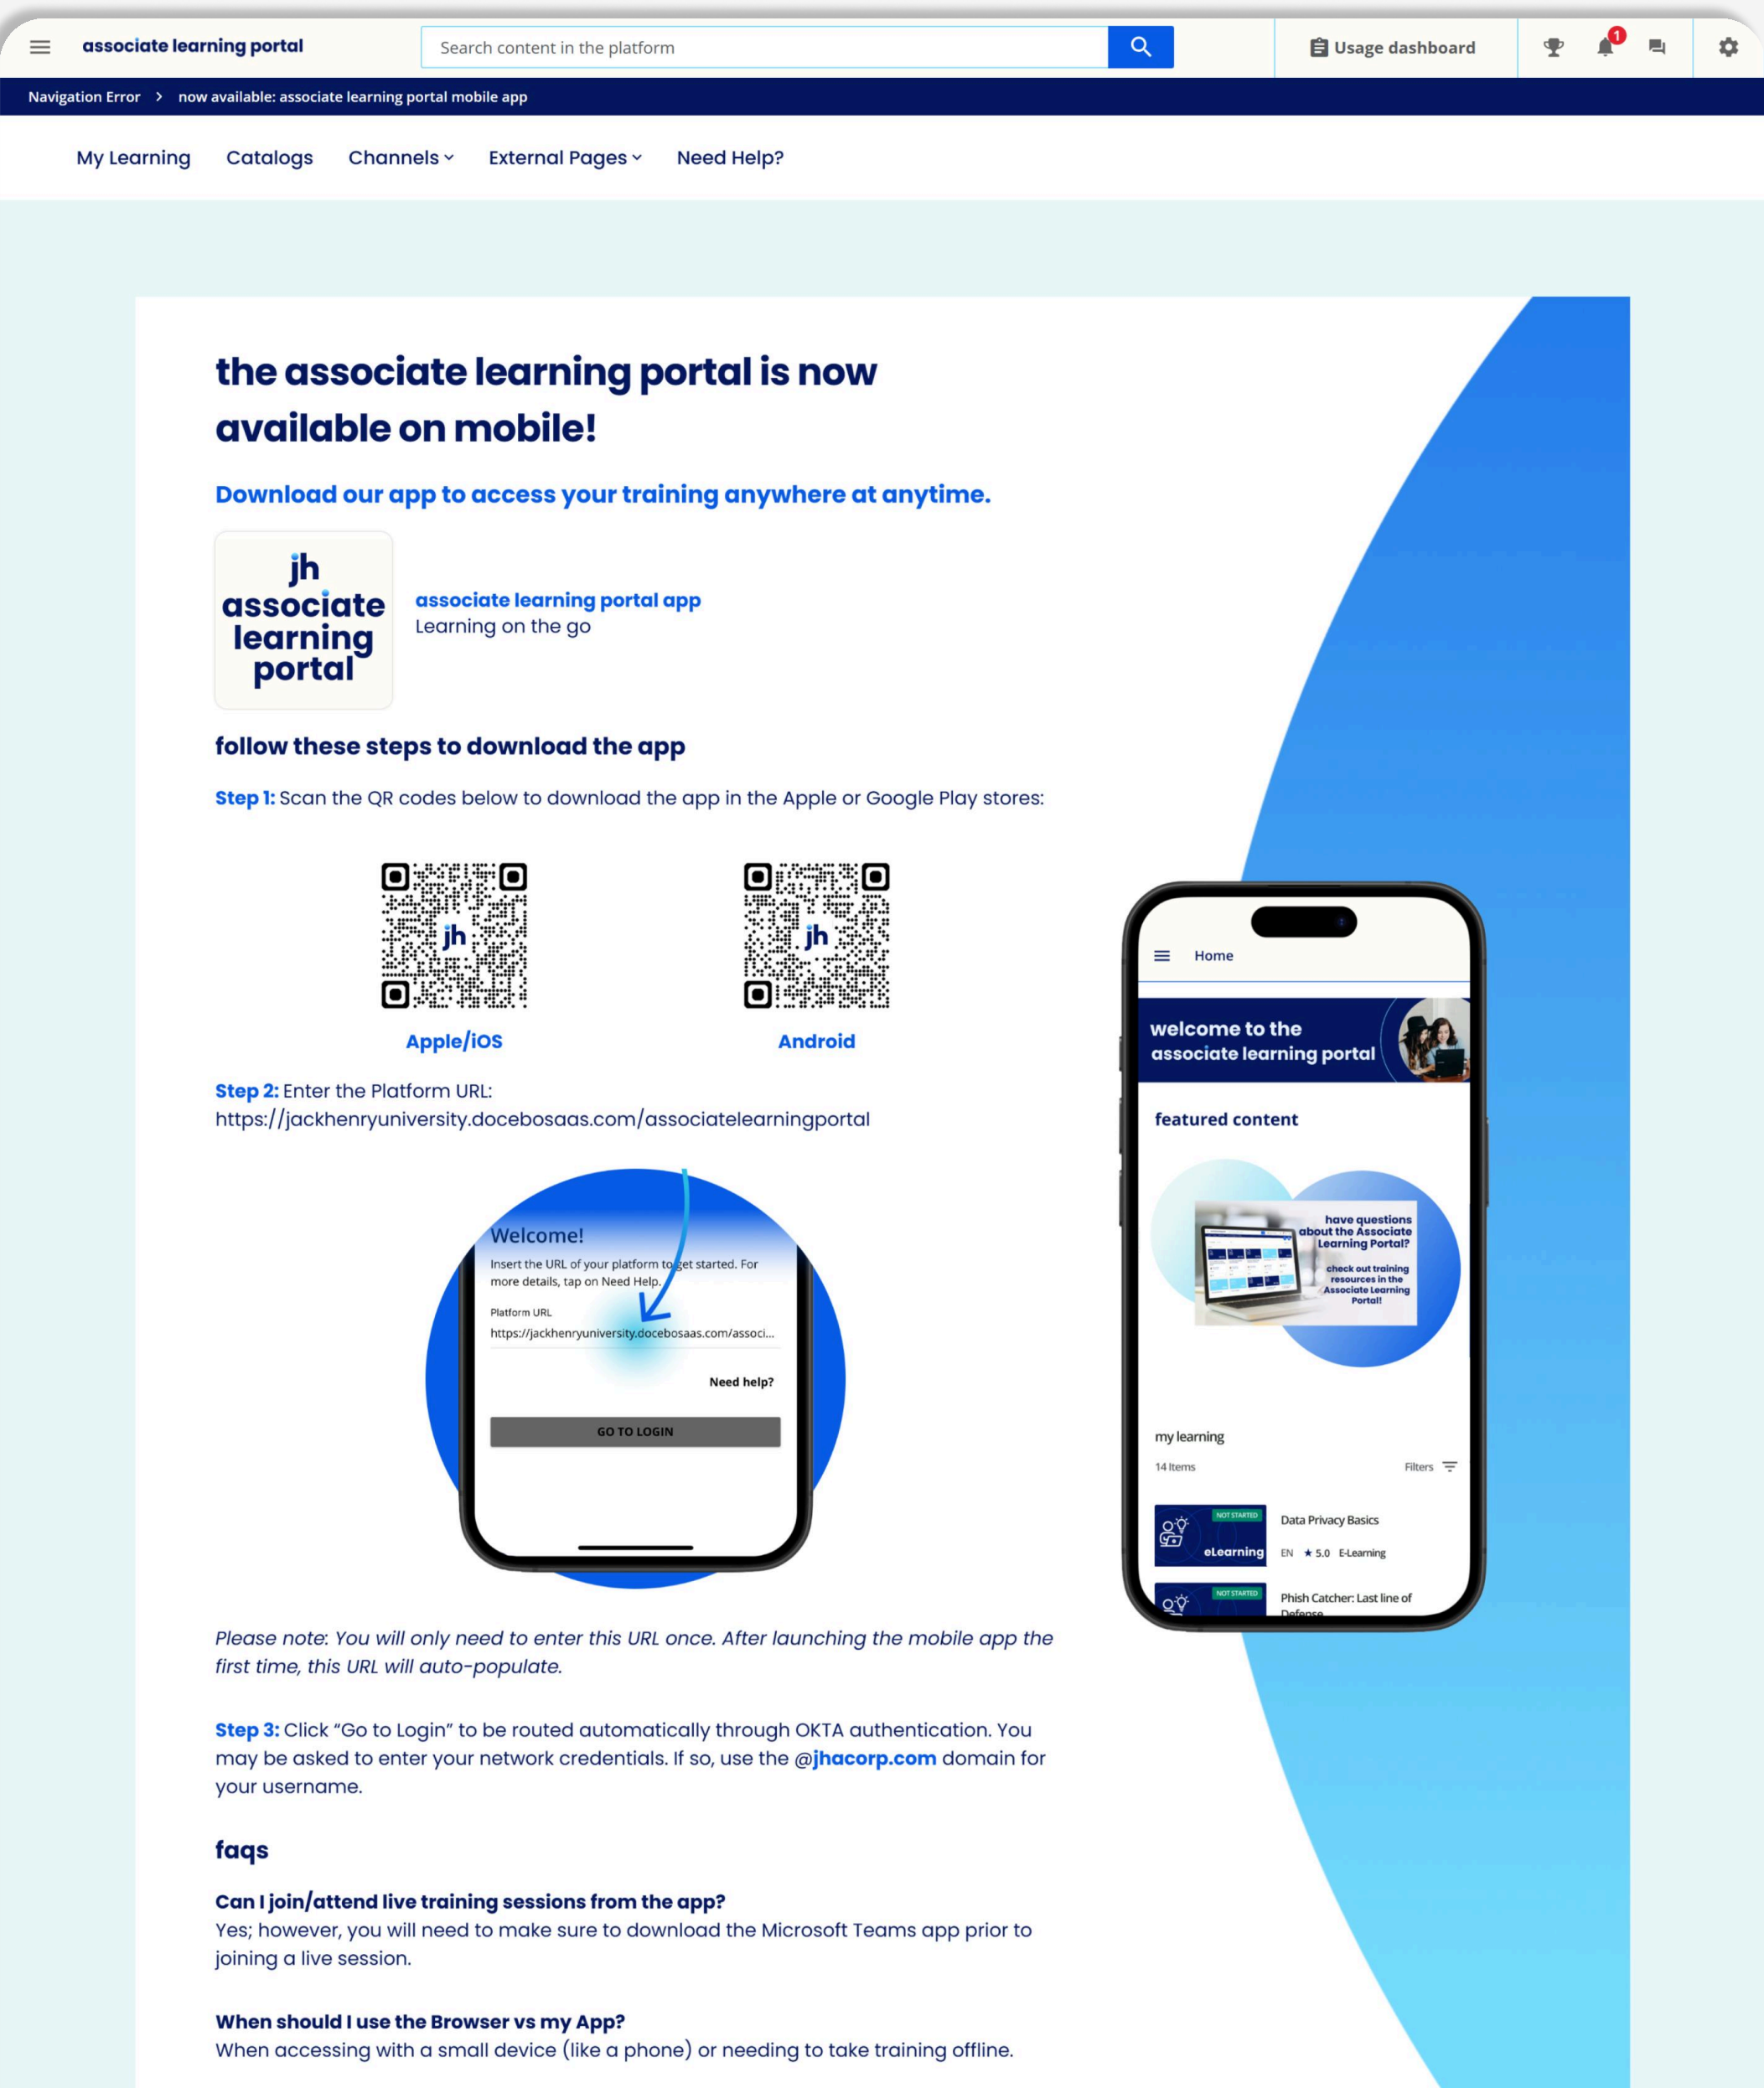 associate learning portal
Search content in the platform
Usage dashboard
1
Navigation Error > now available: associate learning portal mobile app
My Learning
Catalogs
Channels
External Pages
Need Help?
the associate learning portal is now
available on mobile!
Download our app to access your training anywhere at anytime.
jh
associate
learning
portal
associate learning portal app
Learning on the go
follow these steps to download the app
Step 1: Scan the QR codes below to download the app in the Apple or Google Play stores:
jh
jh
Apple/iOS
Android
Step 2: Enter the Platform URL:
https://jackhenryuniversity.docebosaas.com/associatelearningportal
Welcome!
Insert the URL of your platform to get started. For
more details, tap on Need Help.
Platform URL
https://jackhenryuniversity.docebosaas.com/associ...
Need help?
GO TO LOGIN
Please note: You will only need to enter this URL once. After launching the mobile app the
first time, this URL will auto-populate.
Step 3: Click “Go to Login” to be routed automatically through OKTA authentication. You
may be asked to enter your network credentials. If so, use the @jhacorp.com domain for
your username.
faqs
Can I join/attend live training sessions from the app?
Yes; however, you will need to make sure to download the Microsoft Teams app prior to
joining a live session.
When should I use the Browser vs my App?
When accessing with a small device (like a phone) or needing to take training offline.
Home
welcome to the
associate learning portal
featured content
have questions
about the Associate
Learning Portal?
check out training
resources in the
Associate Learning
Portal!
my learning
14 Items
Filters
NOT STARTED
eLearning
Data Privacy Basics
EN ★ 5.0 E-Learning
NOT STARTED
Phish Catcher: Last line of
Defense